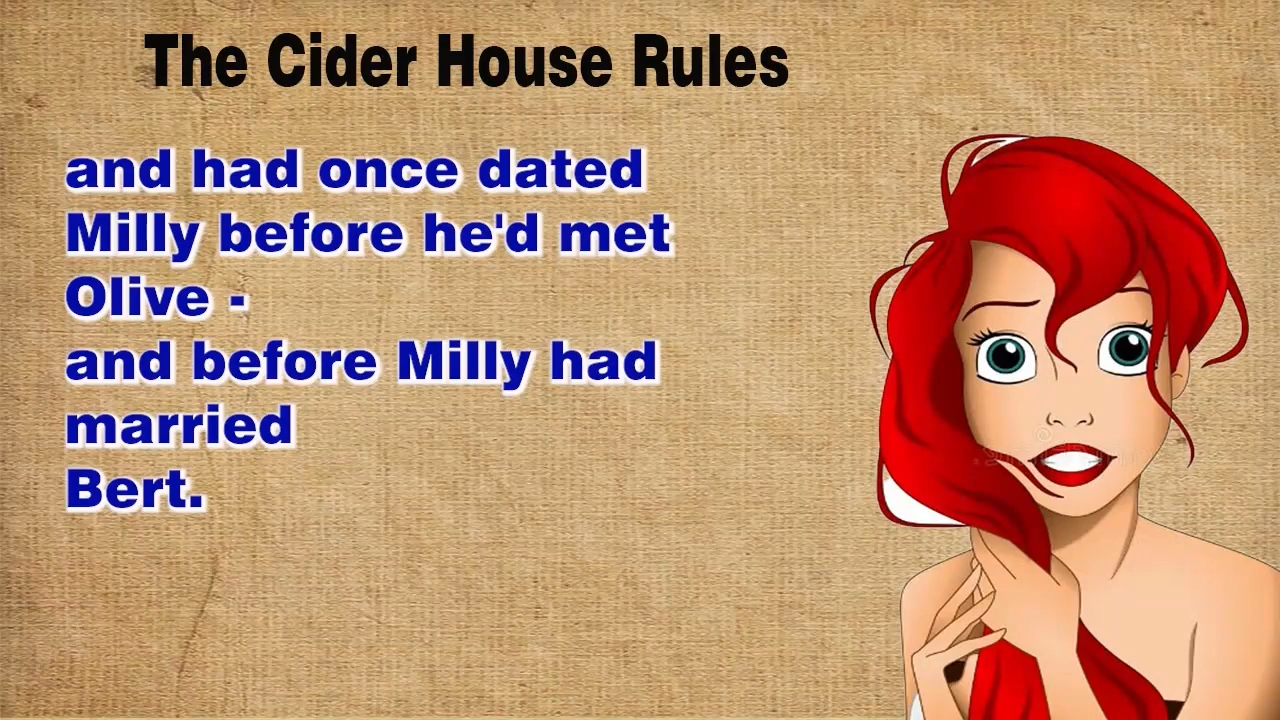 The Cider House Rules
and had once dated
Milly before he'd met
Olive -
and before Milly had
married
Bert.